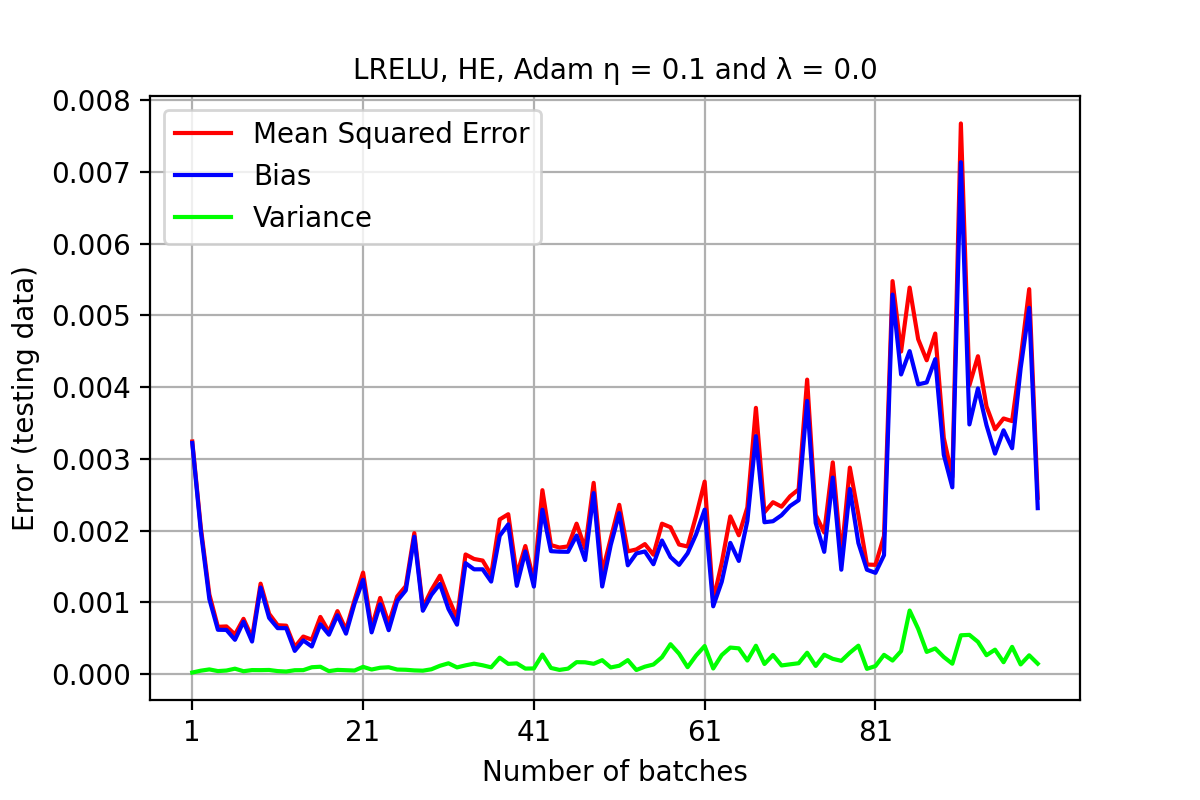 LRELU, HE, Adam η = 0.1 and λ = 0.0
0.008
0.007
0.006
0.005
0.004
0.003
0.002
0.001
0.000
Error (testing data)
Mean Squared Error
Bias
Variance
1
21
41
61
81
Number of batches